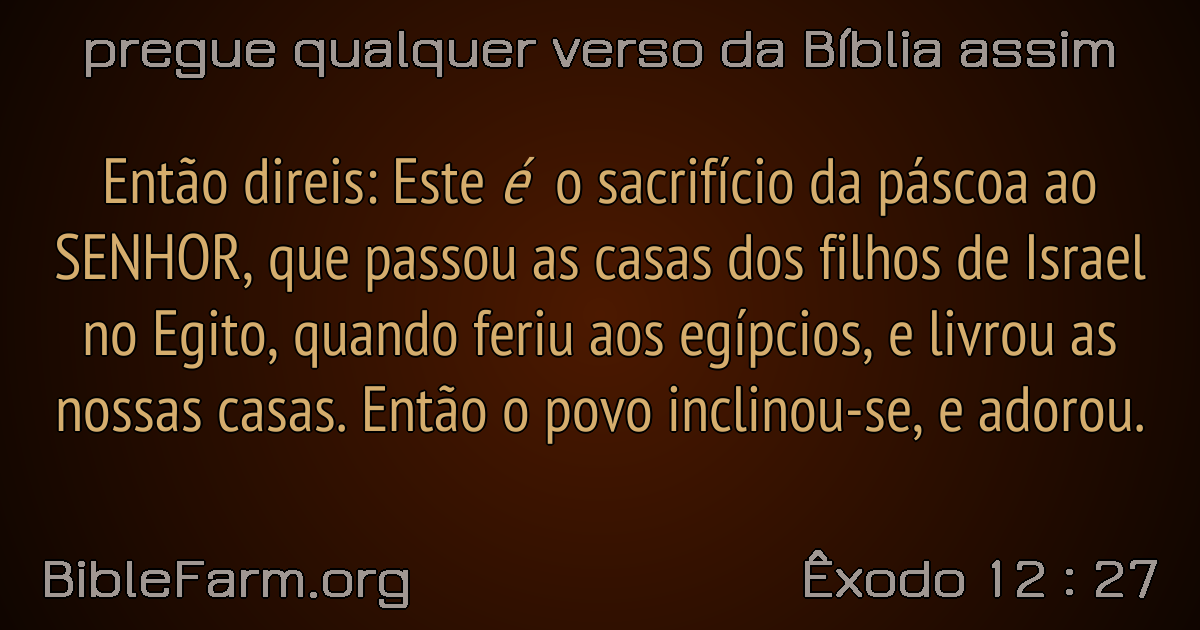 pregue qualquer verso da Bíblia assim
Então direis: Este é o sacrifício da páscoa ao
SENHOR, que passou as casas dos filhos de Israel
no Egito, quando feriu aos egípcios, e livrou as
nossas casas. Então o povo inclinou-se, e adorou.
BibleFarm.org
Êxodo 12 : 27